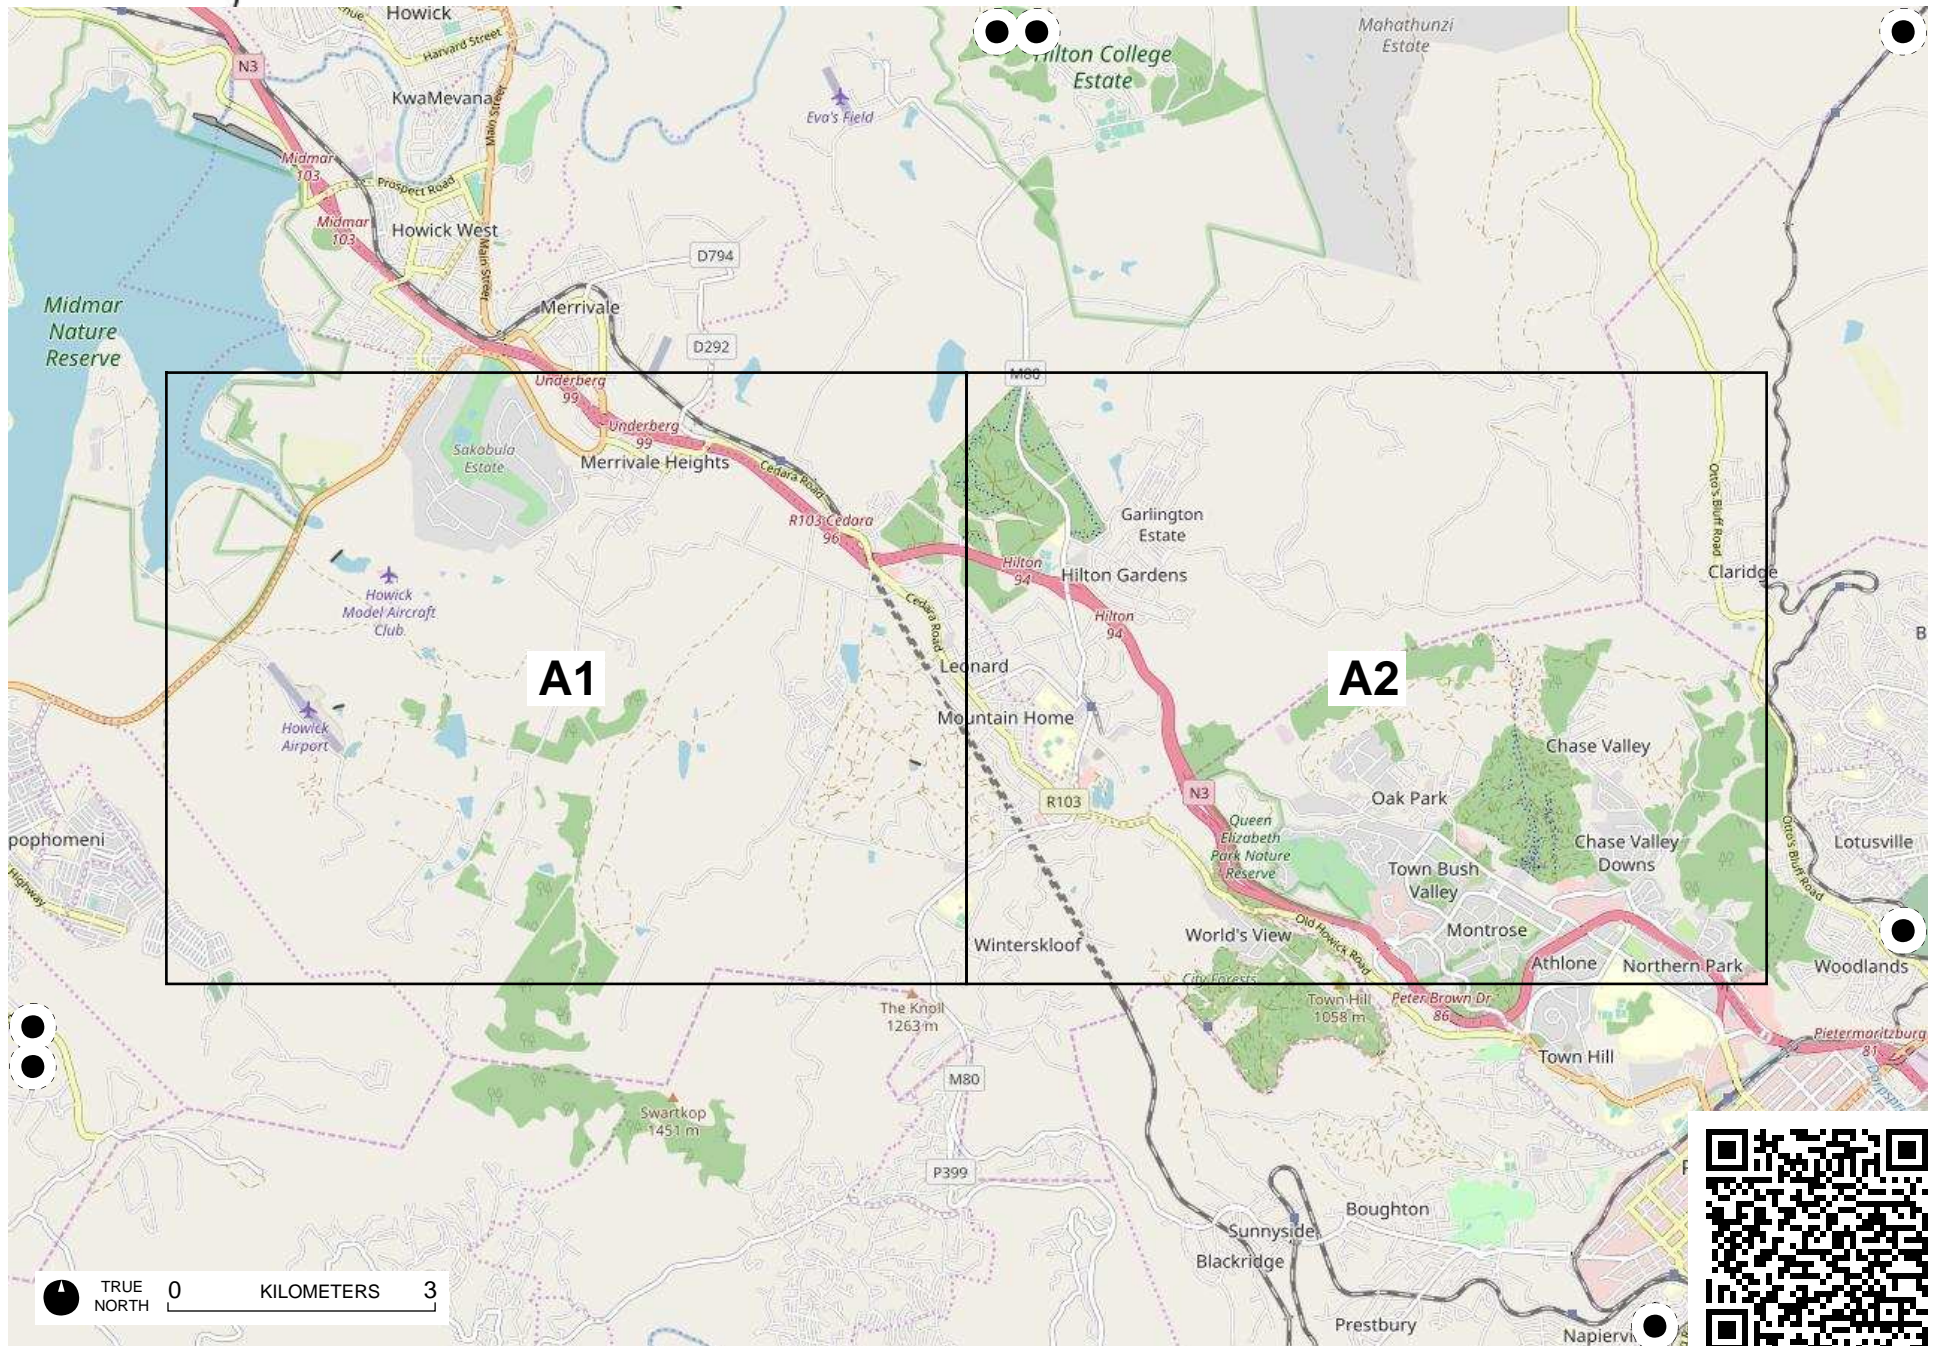 Howick
Harvard Street
N3
KwaMevana
Main Street
Eva's Field
Hilton College
Estate
Mahathunzi
Estate
Midmar
103
Prospect Road
Midmar
103
Howick West
Main Street
D794
Merrivale
D292
Midmar
Nature
Reserve
M80
Underberg
99
Underberg
99
Sakabula
Estate
Merrivale Heights
Cedara Road
R103 Cedara
96
Garlington
Estate
Otto's Bluff Road
Hilton
94
Hilton Gardens
Claridge
Howick
Model Aircraft
Club
Cedara Road
Hilton
94
B
A1
Leonard
A2
Mountain Home
Howick
Airport
Chase Valley
R103
N3
Oak Park
Queen
Elizabeth
Park Nature
Reserve
pophomeni
Highway
Chase Valley
Downs
Lotusville
Town Bush
Valley
Otto's Bluff Road
Montrose
World's View
Old Howick Road
Winterskloof
Athlone
Northern Park
Woodlands
City Forests
The Knoll
1263 m
Town Hill
1058 m
Peter Brown Dr
86
Pietermaritzburg
81
Town Hill
M80
Swartkop
1451 m
P399
Boughton
Sunnyside
Blackridge
Prestbury
TRUE
NORTH
0 KILOMETERS 3